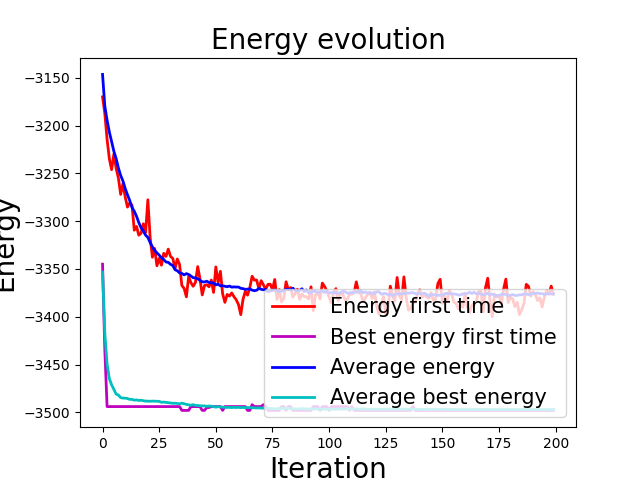 Energy evolution
Energy
−3150
−3200
−3250
−3300
−3350
−3400
−3450
−3500
Energy first time
Best energy first time
Average energy
Average best energy
0 25 50 75 100 125 150 175 200
Iteration